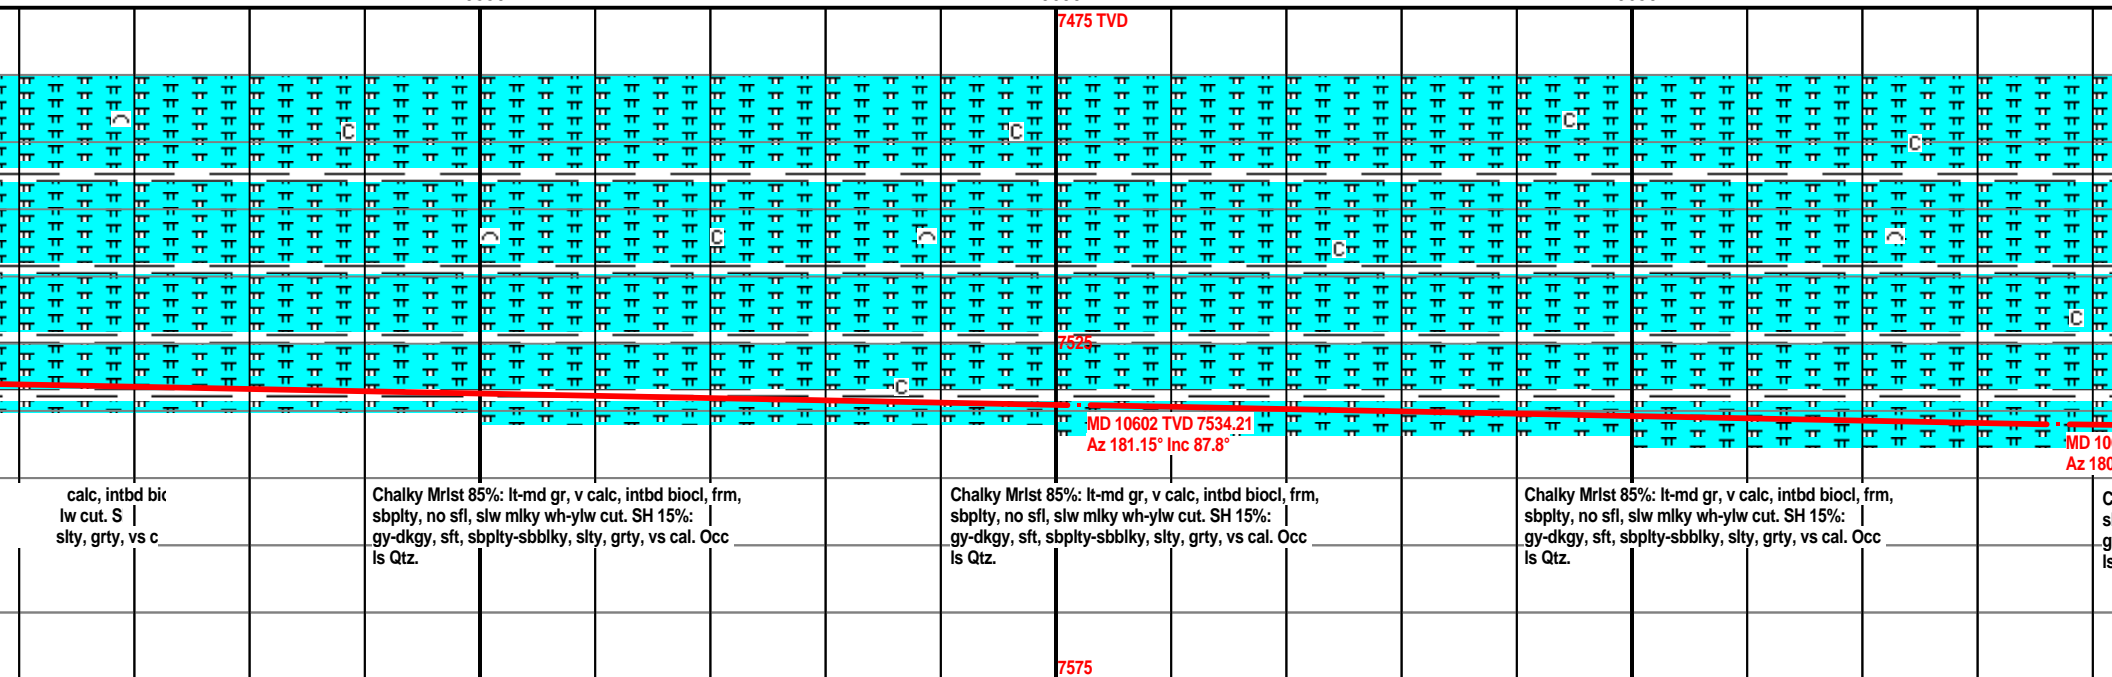 7475 TVD
7525
MD 10602 TVD 7534.21
Az 181.15° Inc 87.8°
MD 10
Az 180
calc, intbd bio
lw cut. S
slty, grty, vs c
Chalky Mrlst 85%: lt-md gr, v calc, intbd biocl, frm,
sbplty, no sfl, slw mlky wh-ylw cut. SH 15%:
gy-dkgy, sft, sbplty-sbblky, slty, grty, vs cal. Occ
ls Qtz.
Chalky Mrlst 85%: lt-md gr, v calc, intbd biocl, frm,
sbplty, no sfl, slw mlky wh-ylw cut. SH 15%:
gy-dkgy, sft, sbplty-sbblky, slty, grty, vs cal. Occ
ls Qtz.
Chalky Mrlst 85%: lt-md gr, v calc, intbd biocl, frm,
sbplty, no sfl, slw mlky wh-ylw cut. SH 15%:
gy-dkgy, sft, sbplty-sbblky, slty, grty, vs cal. Occ
ls Qtz.
C
s
g
ls
7575